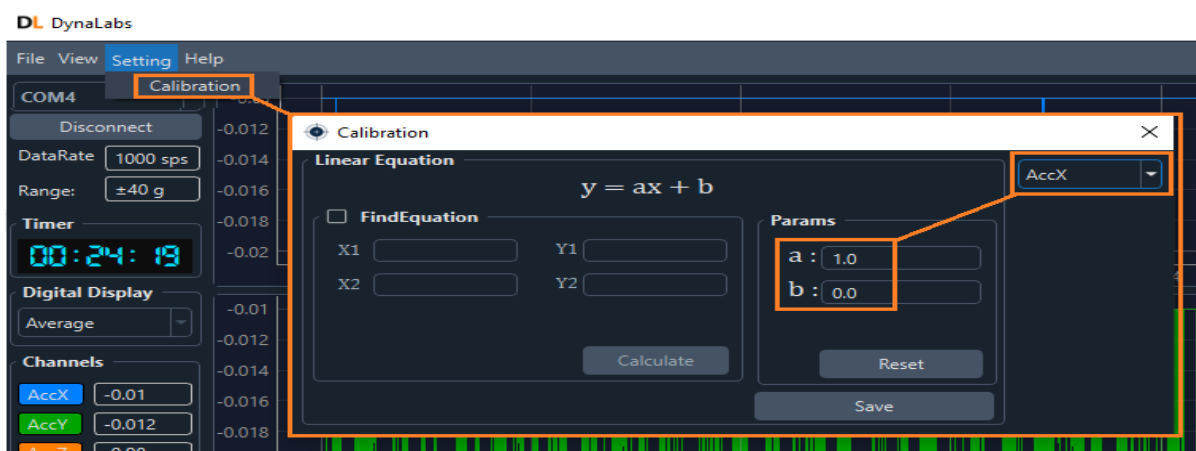 DL DynaLabs
File View Setting Help
Calibration
COM4
Disconnect
DataRate 1000 sps
Range: ±40 g
Timer
00:24:19
Digital Display
Average
Channels
AccX -0.01
AccY -0.012
-0.012
-0.014
-0.016
-0.018
-0.02
-0.01
-0.012
-0.014
-0.016
-0.018
Calibration
Linear Equation
y = ax + b
AccX
FindEquation
X1 Y1
X2 Y2
Calculate
Params
a : 1.0
b : 0.0
Reset
Save